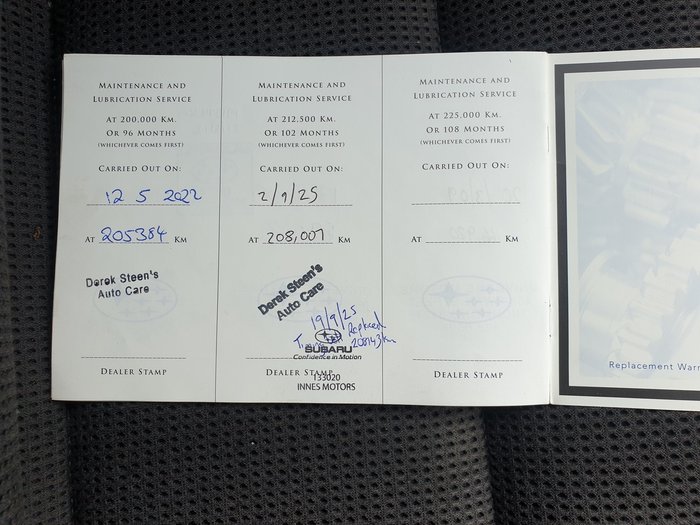 MAINTENANCE AND
LUBRICATION SERVICE
AT 200,000 KM.
OR 96 MONTHS
(WHICHEVER COMES FIRST)
CARRIED OUT ON:
12 5 2022
AT 205384 KM
Derek Steen's
Auto Care
DEALER STAMP
MAINTENANCE AND
LUBRICATION SERVICE
AT 212,500 KM.
OR 102 MONTHS
(WHICHEVER COMES FIRST)
CARRIED OUT ON:
2/9/25
AT 208,007 KM
Derek Steen's
Auto Care
19/9/25
Replaced
208143km
SUBARU
Confidence in Motion
DEALER STAMP
133020
INNES MOTORS
MAINTENANCE AND
LUBRICATION SERVICE
AT 225,000 KM.
OR 108 MONTHS
(WHICHEVER COMES FIRST)
CARRIED OUT ON:
AT KM
DEALER STAMP
Replacement Warr